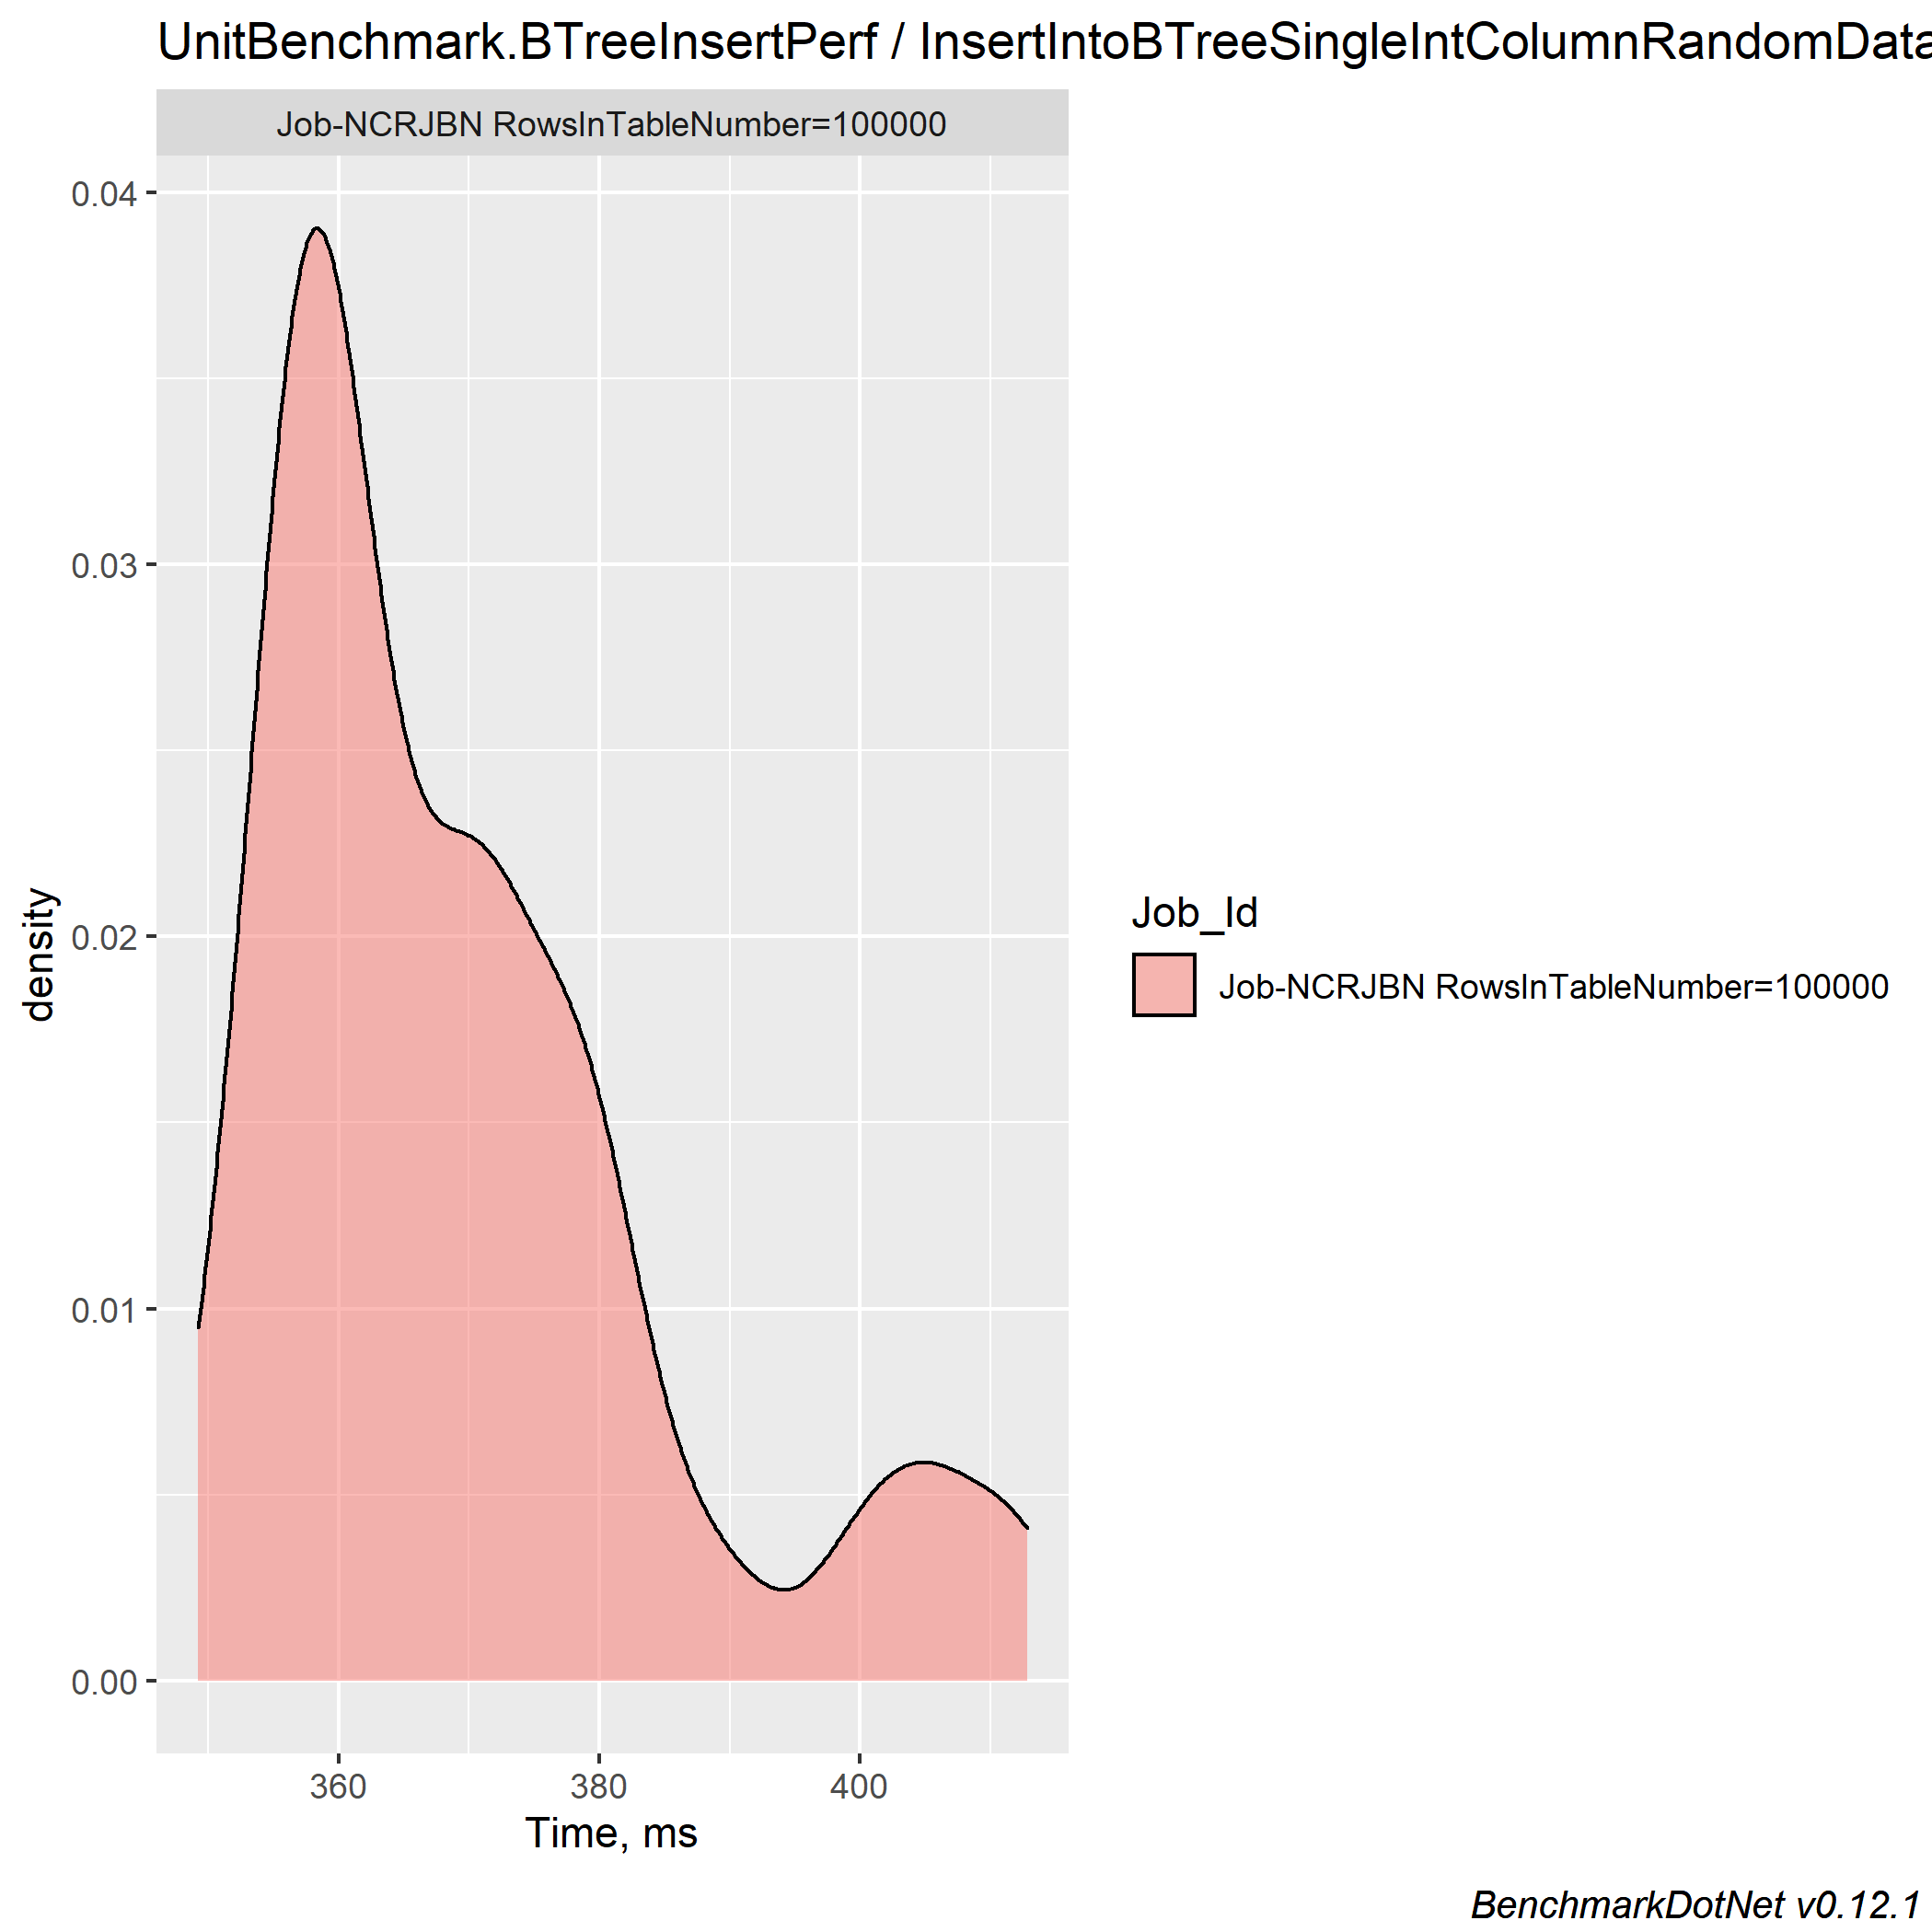 UnitBenchmark.BTreeInsertPerf / InsertIntoBTreeSingleIntColumnRandomData
Job-NCRJBN RowsInTableNumber=100000
0.04
0.03
0.02
0.01
0.00
density
360 380 400
Time, ms
Job_Id
Job-NCRJBN RowsInTableNumber=100000
BenchmarkDotNet v0.12.1